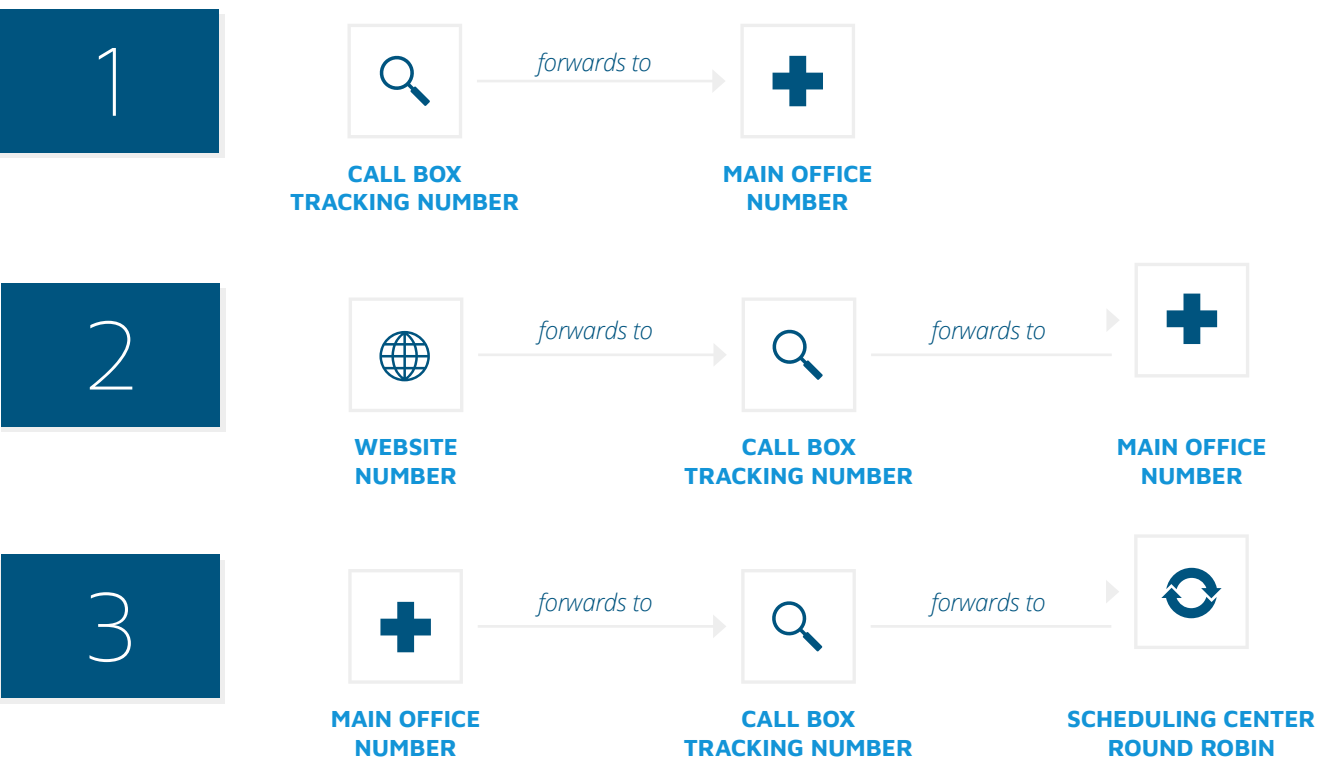 1
forwards to
CALL BOX
TRACKING NUMBER
MAIN OFFICE
NUMBER
2
forwards to
forwards to
WEBSITE
NUMBER
CALL BOX
TRACKING NUMBER
MAIN OFFICE
NUMBER
3
forwards to
forwards to
MAIN OFFICE
NUMBER
CALL BOX
TRACKING NUMBER
SCHEDULING CENTER
ROUND ROBIN